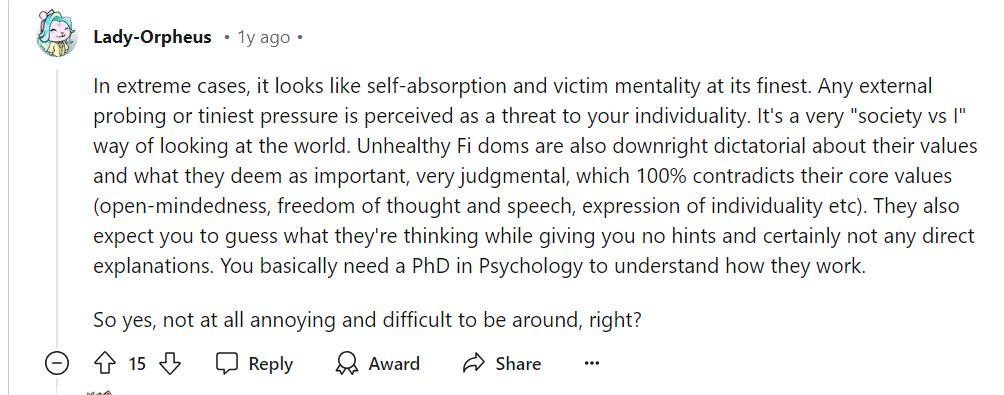 Lady-Orpheus • 1y ago •
In extreme cases, it looks like self-absorption and victim mentality at its finest. Any external
probing or tiniest pressure is perceived as a threat to your individuality. It's a very "society vs I"
way of looking at the world. Unhealthy Fi doms are also downright dictatorial about their values
and what they deem as important, very judgmental, which 100% contradicts their core values
(open-mindedness, freedom of thought and speech, expression of individuality etc). They also
expect you to guess what they're thinking while giving you no hints and certainly not any direct
explanations. You basically need a PhD in Psychology to understand how they work.
So yes, not at all annoying and difficult to be around, right?
15 Reply Award Share ...